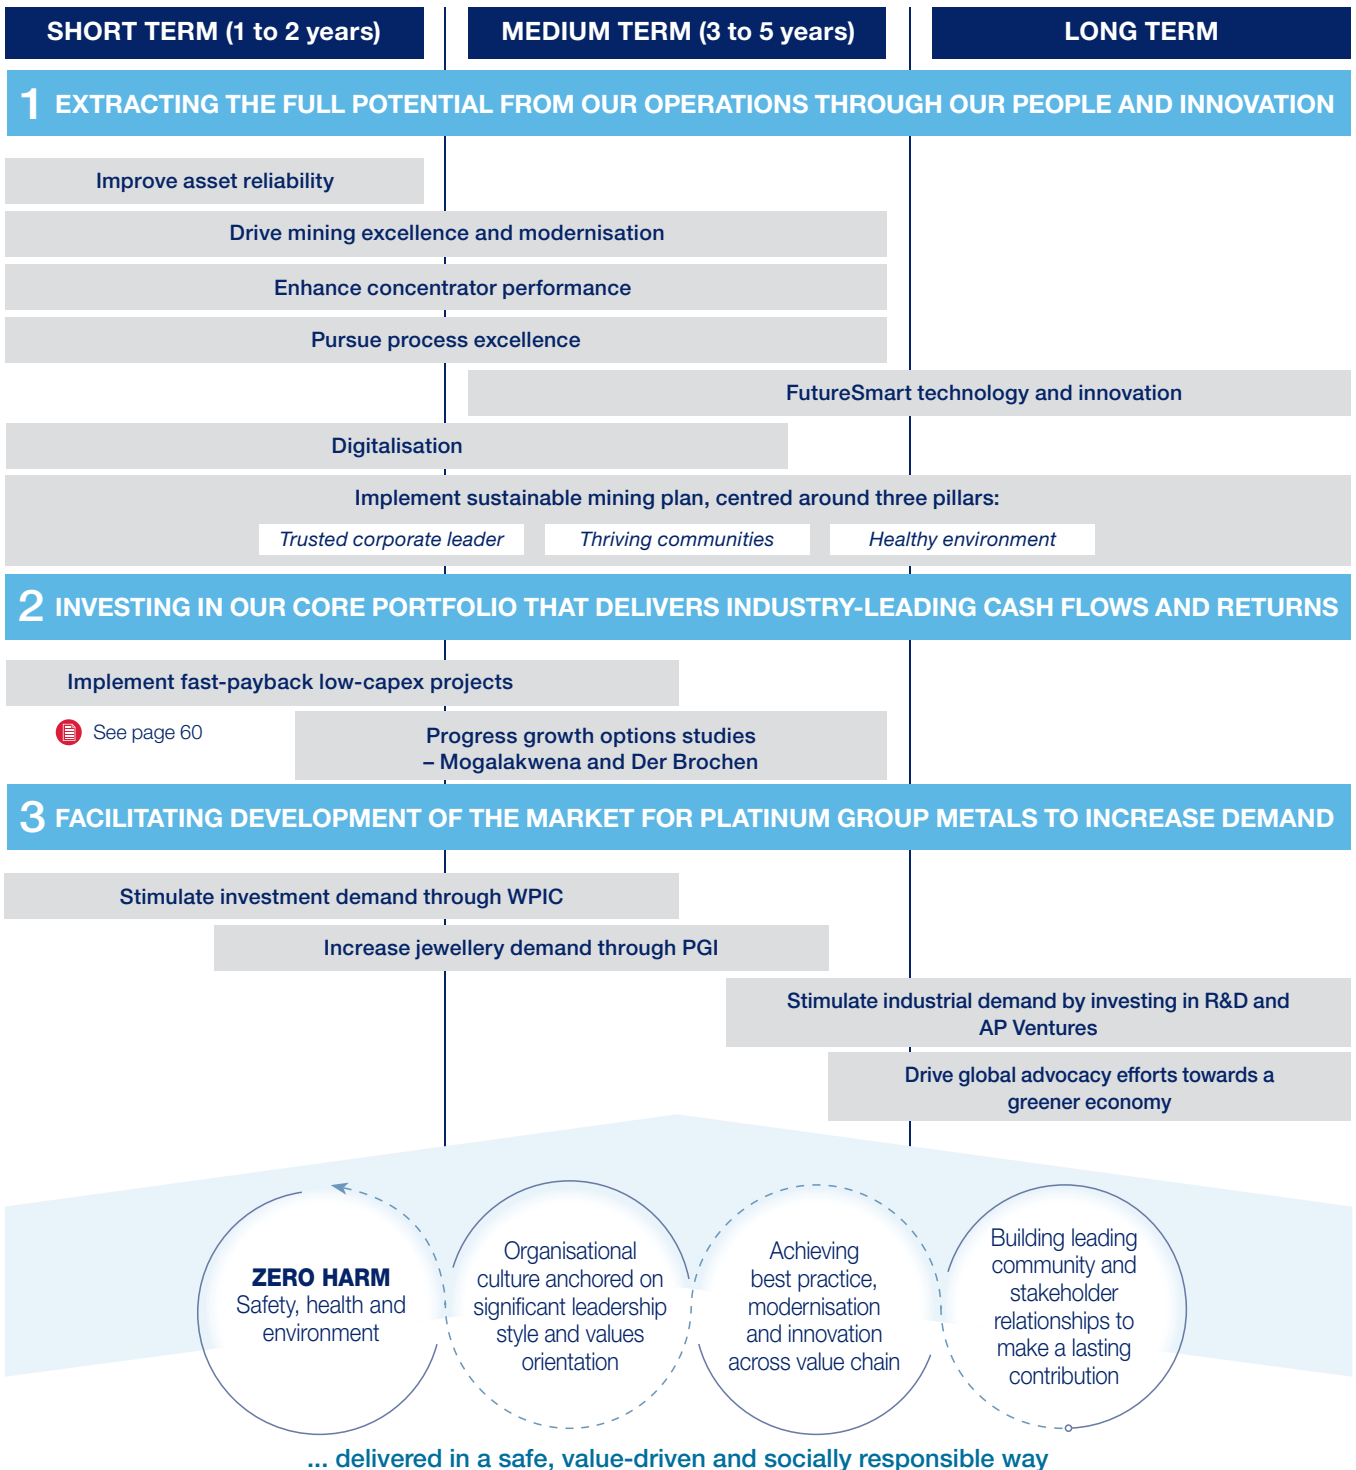 SHORT TERM (1 to 2 years)
MEDIUM TERM (3 to 5 years)
LONG TERM
1 EXTRACTING THE FULL POTENTIAL FROM OUR OPERATIONS THROUGH OUR PEOPLE AND INNOVATION
Improve asset reliability
Drive mining excellence and modernisation
Enhance concentrator performance
Pursue process excellence
FutureSmart technology and innovation
Digitalisation
Implement sustainable mining plan, centred around three pillars:
Trusted corporate leader
Thriving communities
Healthy environment
2 INVESTING IN OUR CORE PORTFOLIO THAT DELIVERS INDUSTRY-LEADING CASH FLOWS AND RETURNS
Implement fast-payback low-capex projects
See page 60
Progress growth options studies
– Mogalakwena and Der Brochen
3 FACILITATING DEVELOPMENT OF THE MARKET FOR PLATINUM GROUP METALS TO INCREASE DEMAND
Stimulate investment demand through WPIC
Increase jewellery demand through PGI
Stimulate industrial demand by investing in R&D and
AP Ventures
Drive global advocacy efforts towards a
greener economy
ZERO HARM
Safety, health and
environment
Organisational
culture anchored on
significant leadership
style and values
orientation
Achieving
best practice,
modernisation
and innovation
across value chain
Building leading
community and
stakeholder
relationships to
make a lasting
contribution
... delivered in a safe, value-driven and socially responsible way